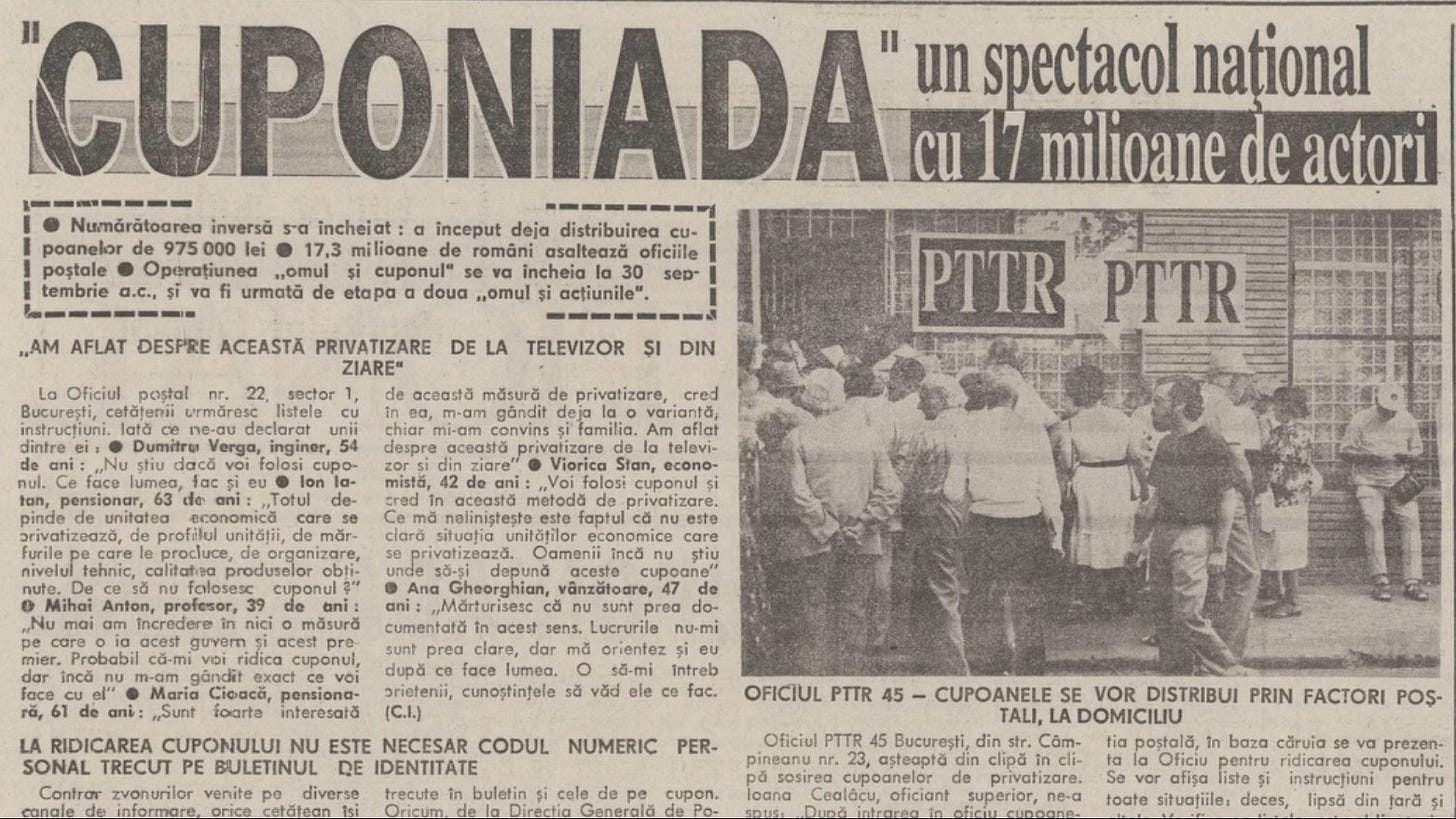 "CUPONIADA"
un spectacol național
cu 17 milioane de actori
● Numărătoarea inversă s-a încheiat : a început deja distribuirea cu-
poanelor de 975 000 lei ● 17,3 milioane de români asaltează oficiile
poștale ● Operațiunea „omul și cuponul" se va încheia la 30 sep-
tembrie a.c., și va fi urmată de etapa a doua „omul și acțiunile".
„AM AFLAT DESPRE ACEASTĂ PRIVATIZARE DE LA TELEVIZOR ȘI DIN
ZIARE"
La Oficiul poștal nr. 22, sector 1,
București, cetățenii urmăresc listele cu
instrucțiuni. Iată ce ne-au declarat unii
dintre ei : ● Dumitru Verga, inginer, 54
de ani : „Nu știu dacă voi folosi cupo-
nul. Ce face lumea, fac și eu ● Ion Ia-
tan, pensionar, 63 de ani : „Totul de-
pinde de unitatea economică care se
privatizează, de profilul unității, de măr-
furile pe care le produce, de organizare,
nivelul tehnic, calitatea produselor obți-
nute. De ce să nu folosesc cuponul ?"
● Mihai Anton, profesor, 39 de ani :
„Nu mai am încredere în nici o măsură
pe care o ia acest guvern și acest pre-
mier. Probabil că-mi voi ridica cuponul,
dar încă nu m-am gândit exact ce voi
face cu el" ● Maria Cioacă, pensiona-
ră, 61 de ani : „Sunt foarte interesată
de această măsură de privatizare, cred
în ea, m-am gândit deja la o variantă,
chiar mi-am convins și familia. Am aflat
despre această privatizare de la televi-
zor si din ziare" ● Viorica Stan, econo-
mistă, 42 de ani : „Voi folosi cuponul și
cred în această metodă de privatizare.
Ce mă neliniștește este faptul că nu este
clară situația unităților economice care
se privatizează. Oamenii încă nu știu
unde să-și depună aceste cupoane"
● Ana Gheorghian, vânzătoare, 47 de
ani : „Mărturisesc că nu sunt prea do-
cumentată în acest sens. Lucrurile nu-mi
sunt prea clare, dar mă orientez și eu
după ce face lumea. O să-mi întreb
prietenii, cunoștințele să văd ele ce fac.
(C.I.)
LA RIDICAREA CUPONULUI NU ESTE NECESAR CODUL NUMERIC PER-
SONAL TRECUT PE BULETINUL DE IDENTITATE
Contrar zvonurilor venite pe diverse
canale de informare, orice cetățean își
trecute în buletin și cele de pe cupon.
Oricum, de la Direcția Generală de Po-
PTTR
PTTR
OFICIUL PTTR 45 – CUPOANELE SE VOR DISTRIBUI PRIN FACTORI POȘ-
TALI, LA DOMICILIU
Oficiul PTTR 45 București, din str. Câm-
pineanu nr. 23, așteaptă din clipă în cli-
pă sosirea cupoanelor de privatizare.
Ioana Cealâcu, oficiant superior, ne-a
spus: „După intrarea în oficiu cupoane-
tia poștală, în baza căruia se va prezen-
ta la Oficiu pentru ridicarea cuponului.
Se vor afișa liste și instrucțiuni pentru
toate situațiile: deces, lipsă din țară și